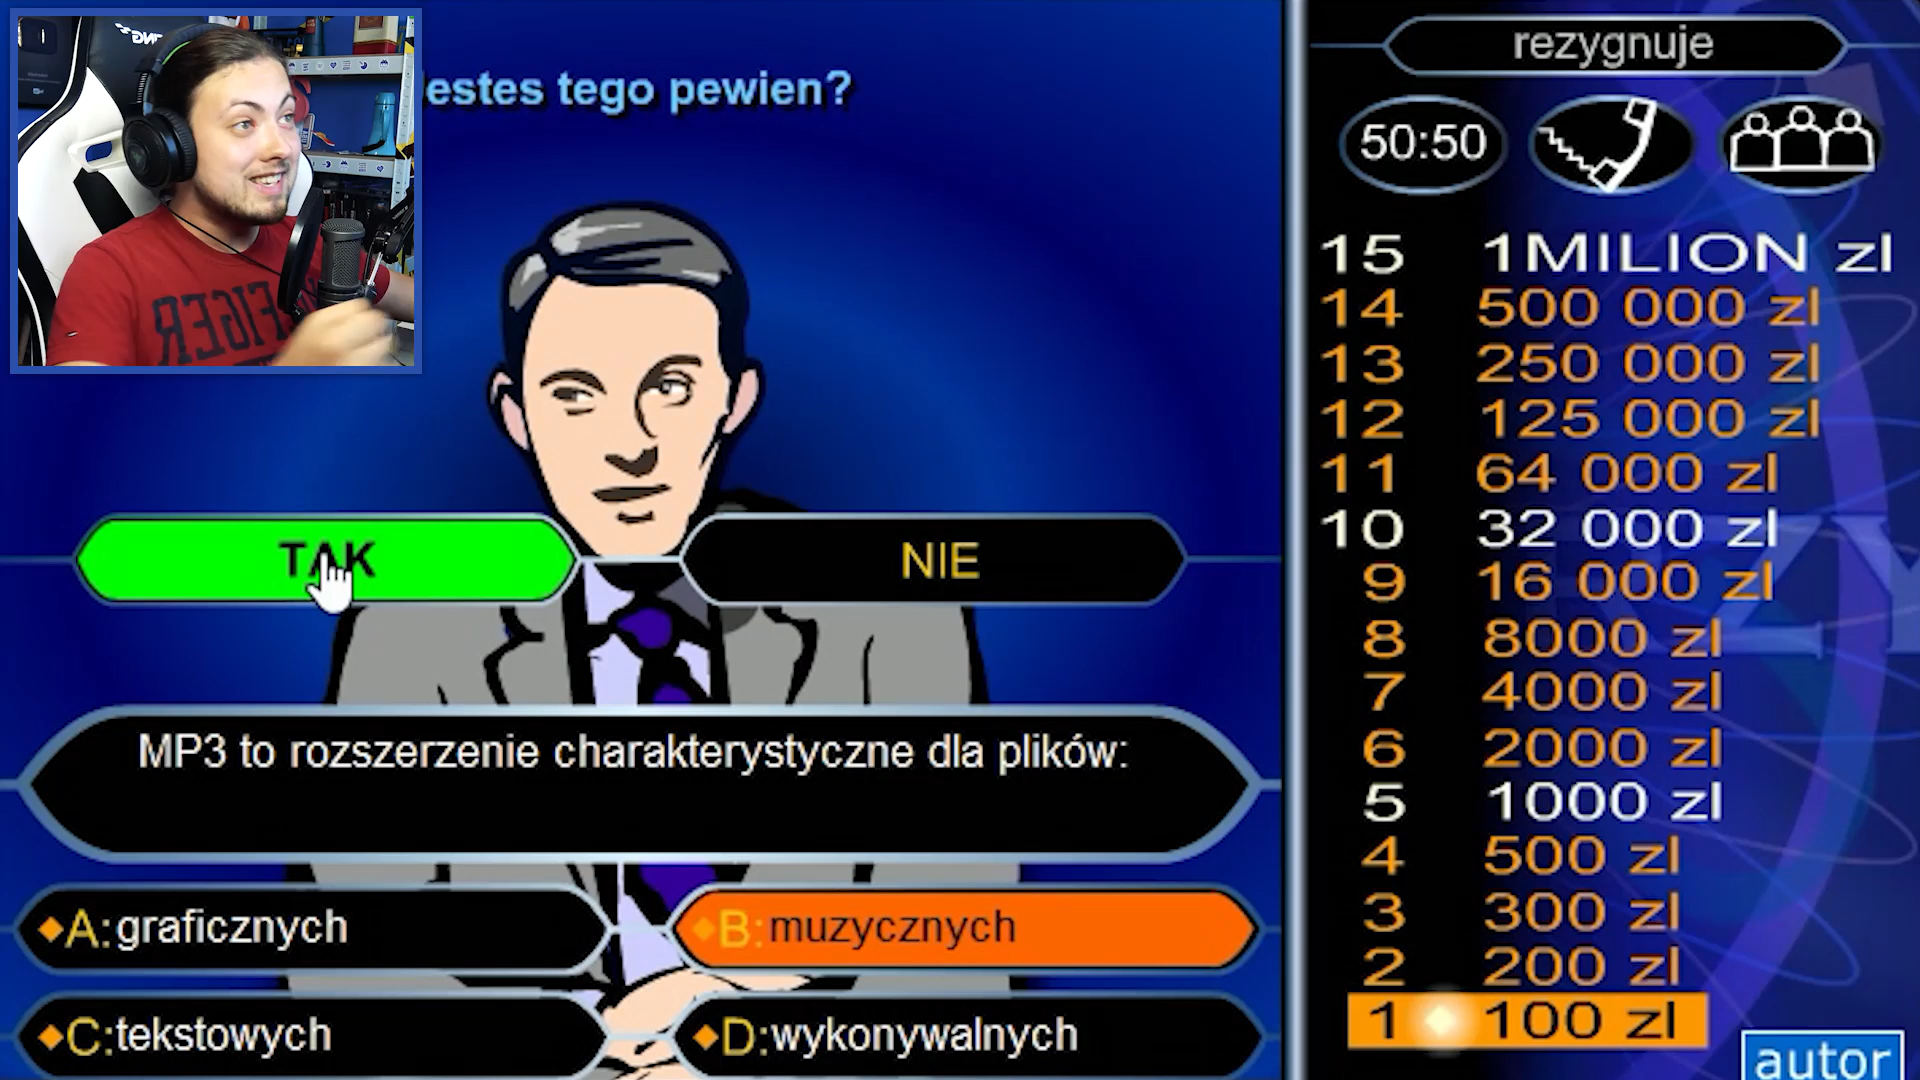 estes tego pewien?
TAK
NIE
MP3 to rozszerzenie charakterystyczne dla plików:
A: graficznych
B: muzycznych
C: tekstowych
D: wykonywalnych
rezygnuje
50:50
15 1MILION zl
14 500 000 zl
13 250 000 zl
12 125 000 zl
11 64 000 zl
10 32 000 zl
9 16 000 zl
8 8000 zl
7 4000 zl
6 2000 zl
5 1000 zl
4 500 zl
3 300 zl
2 200 zl
1 100 zl
autor